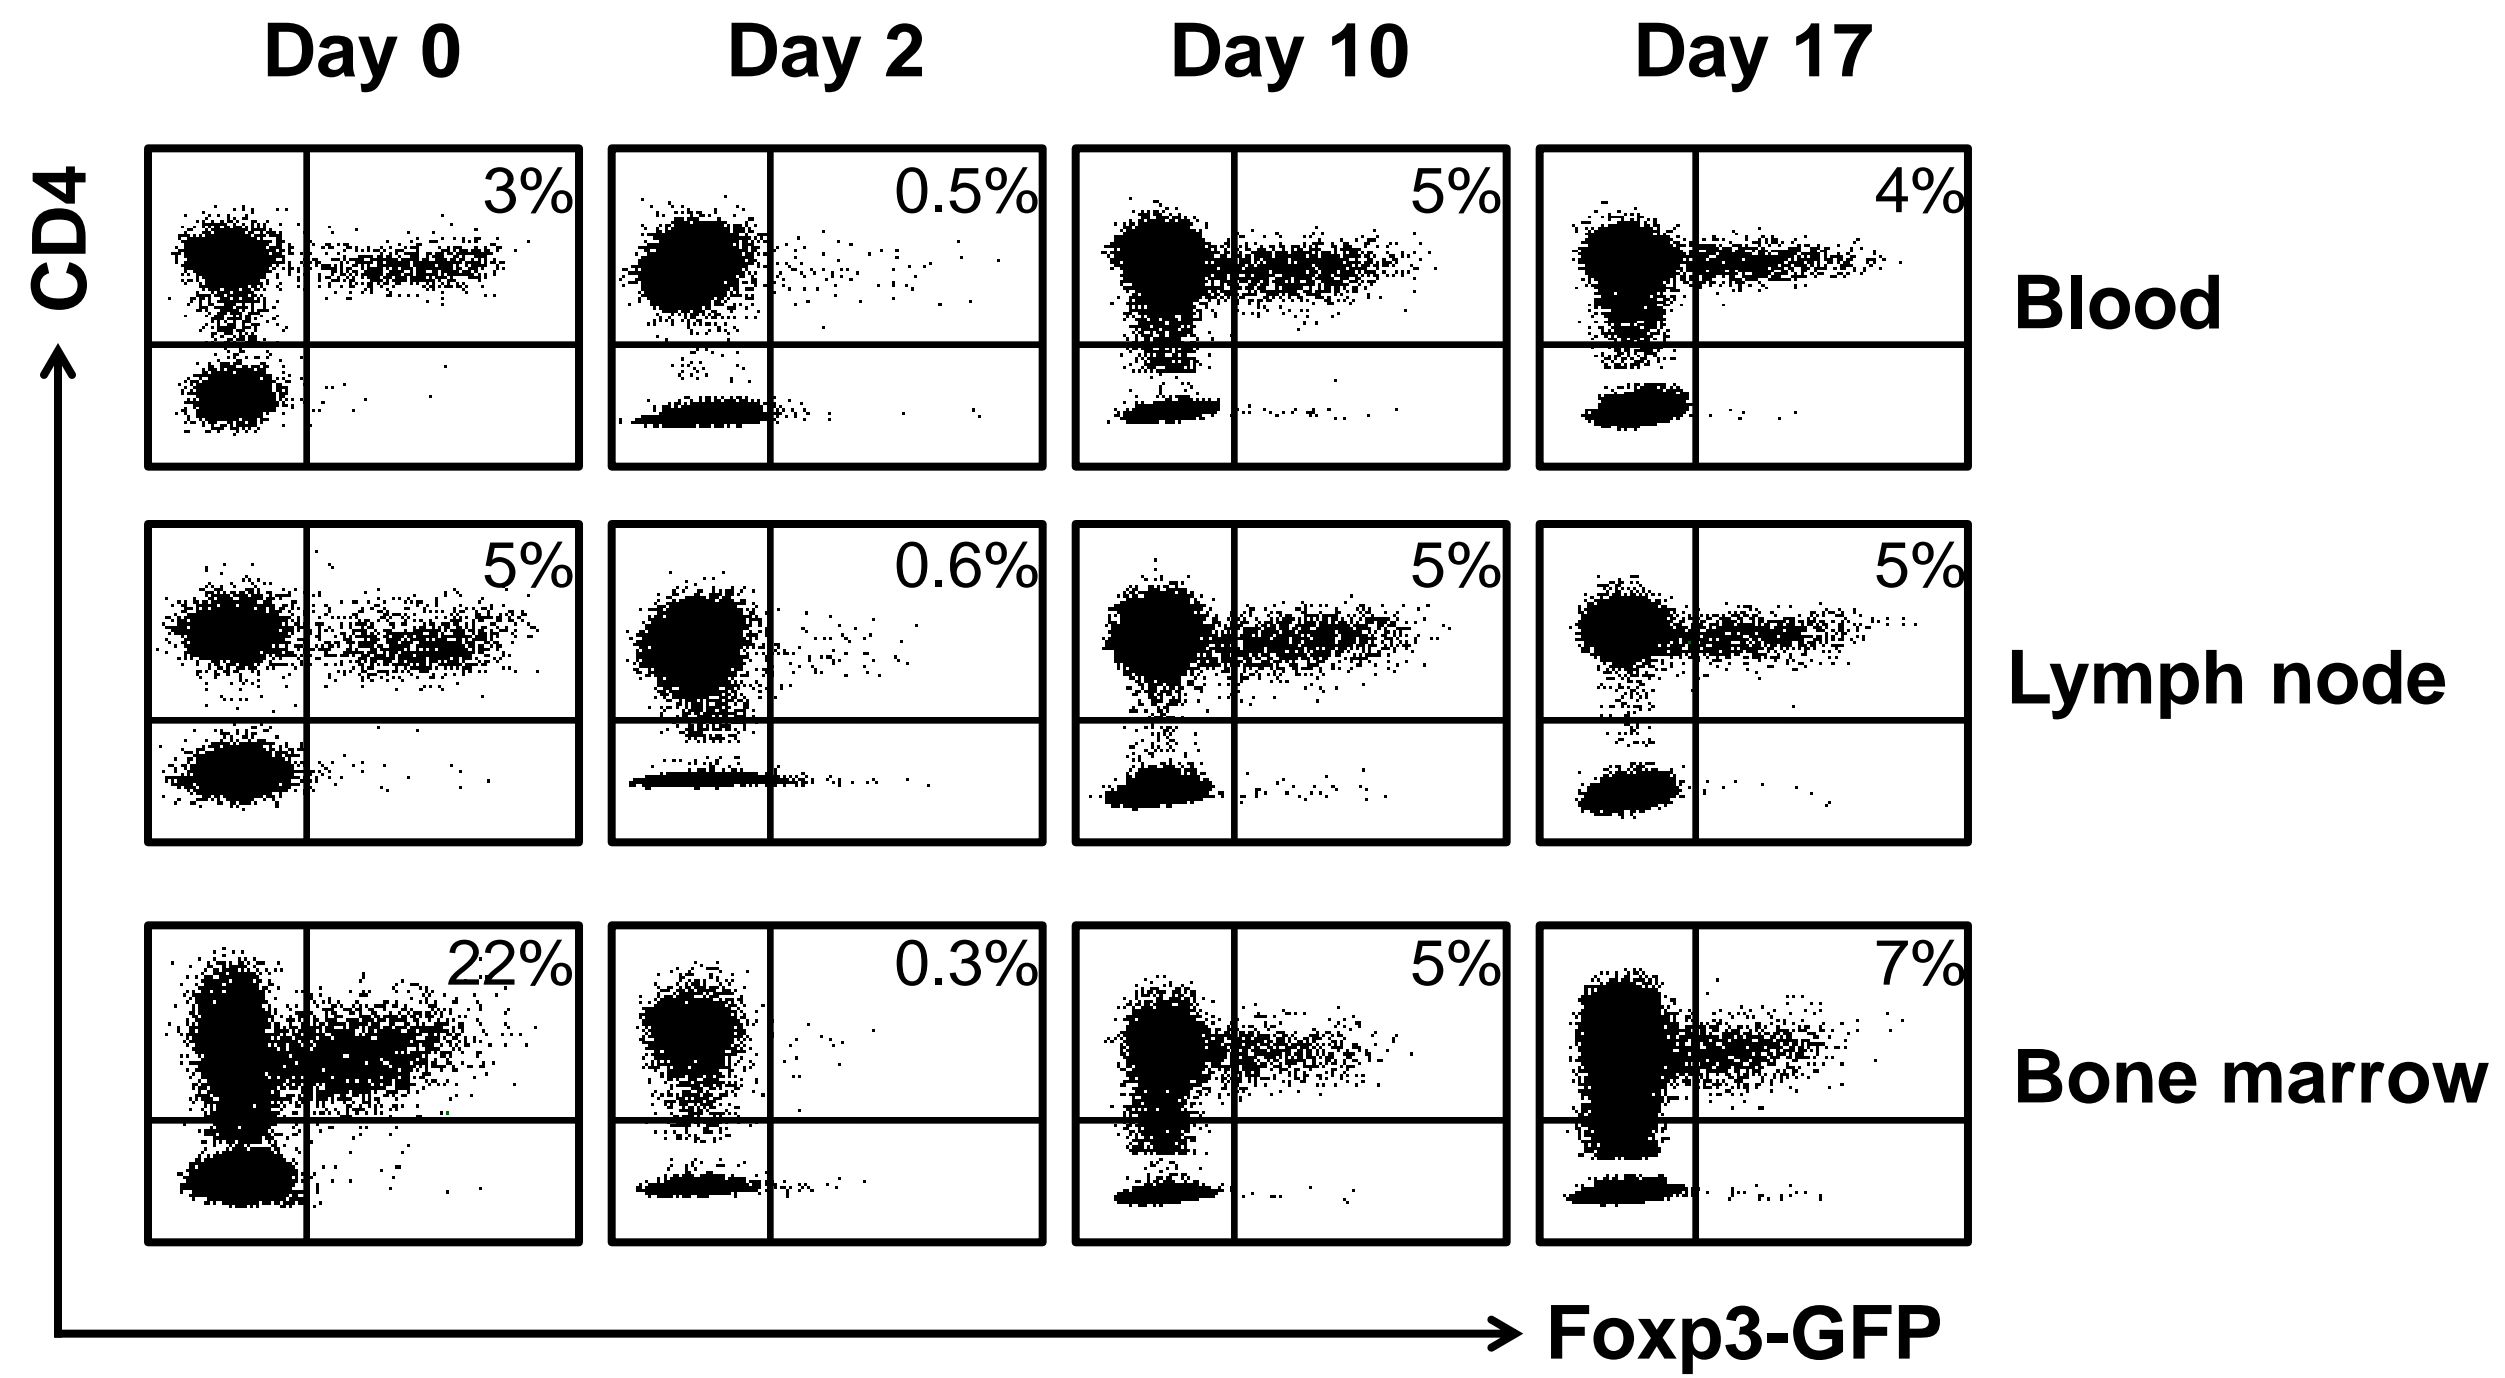 Day 0 Day 2 Day 10 Day 17
CD4
3% 0.5% 5% 4%
Blood
5% 0.6% 5% 5%
Lymph node
22% 0.3% 5% 7%
Bone marrow
Foxp3-GFP